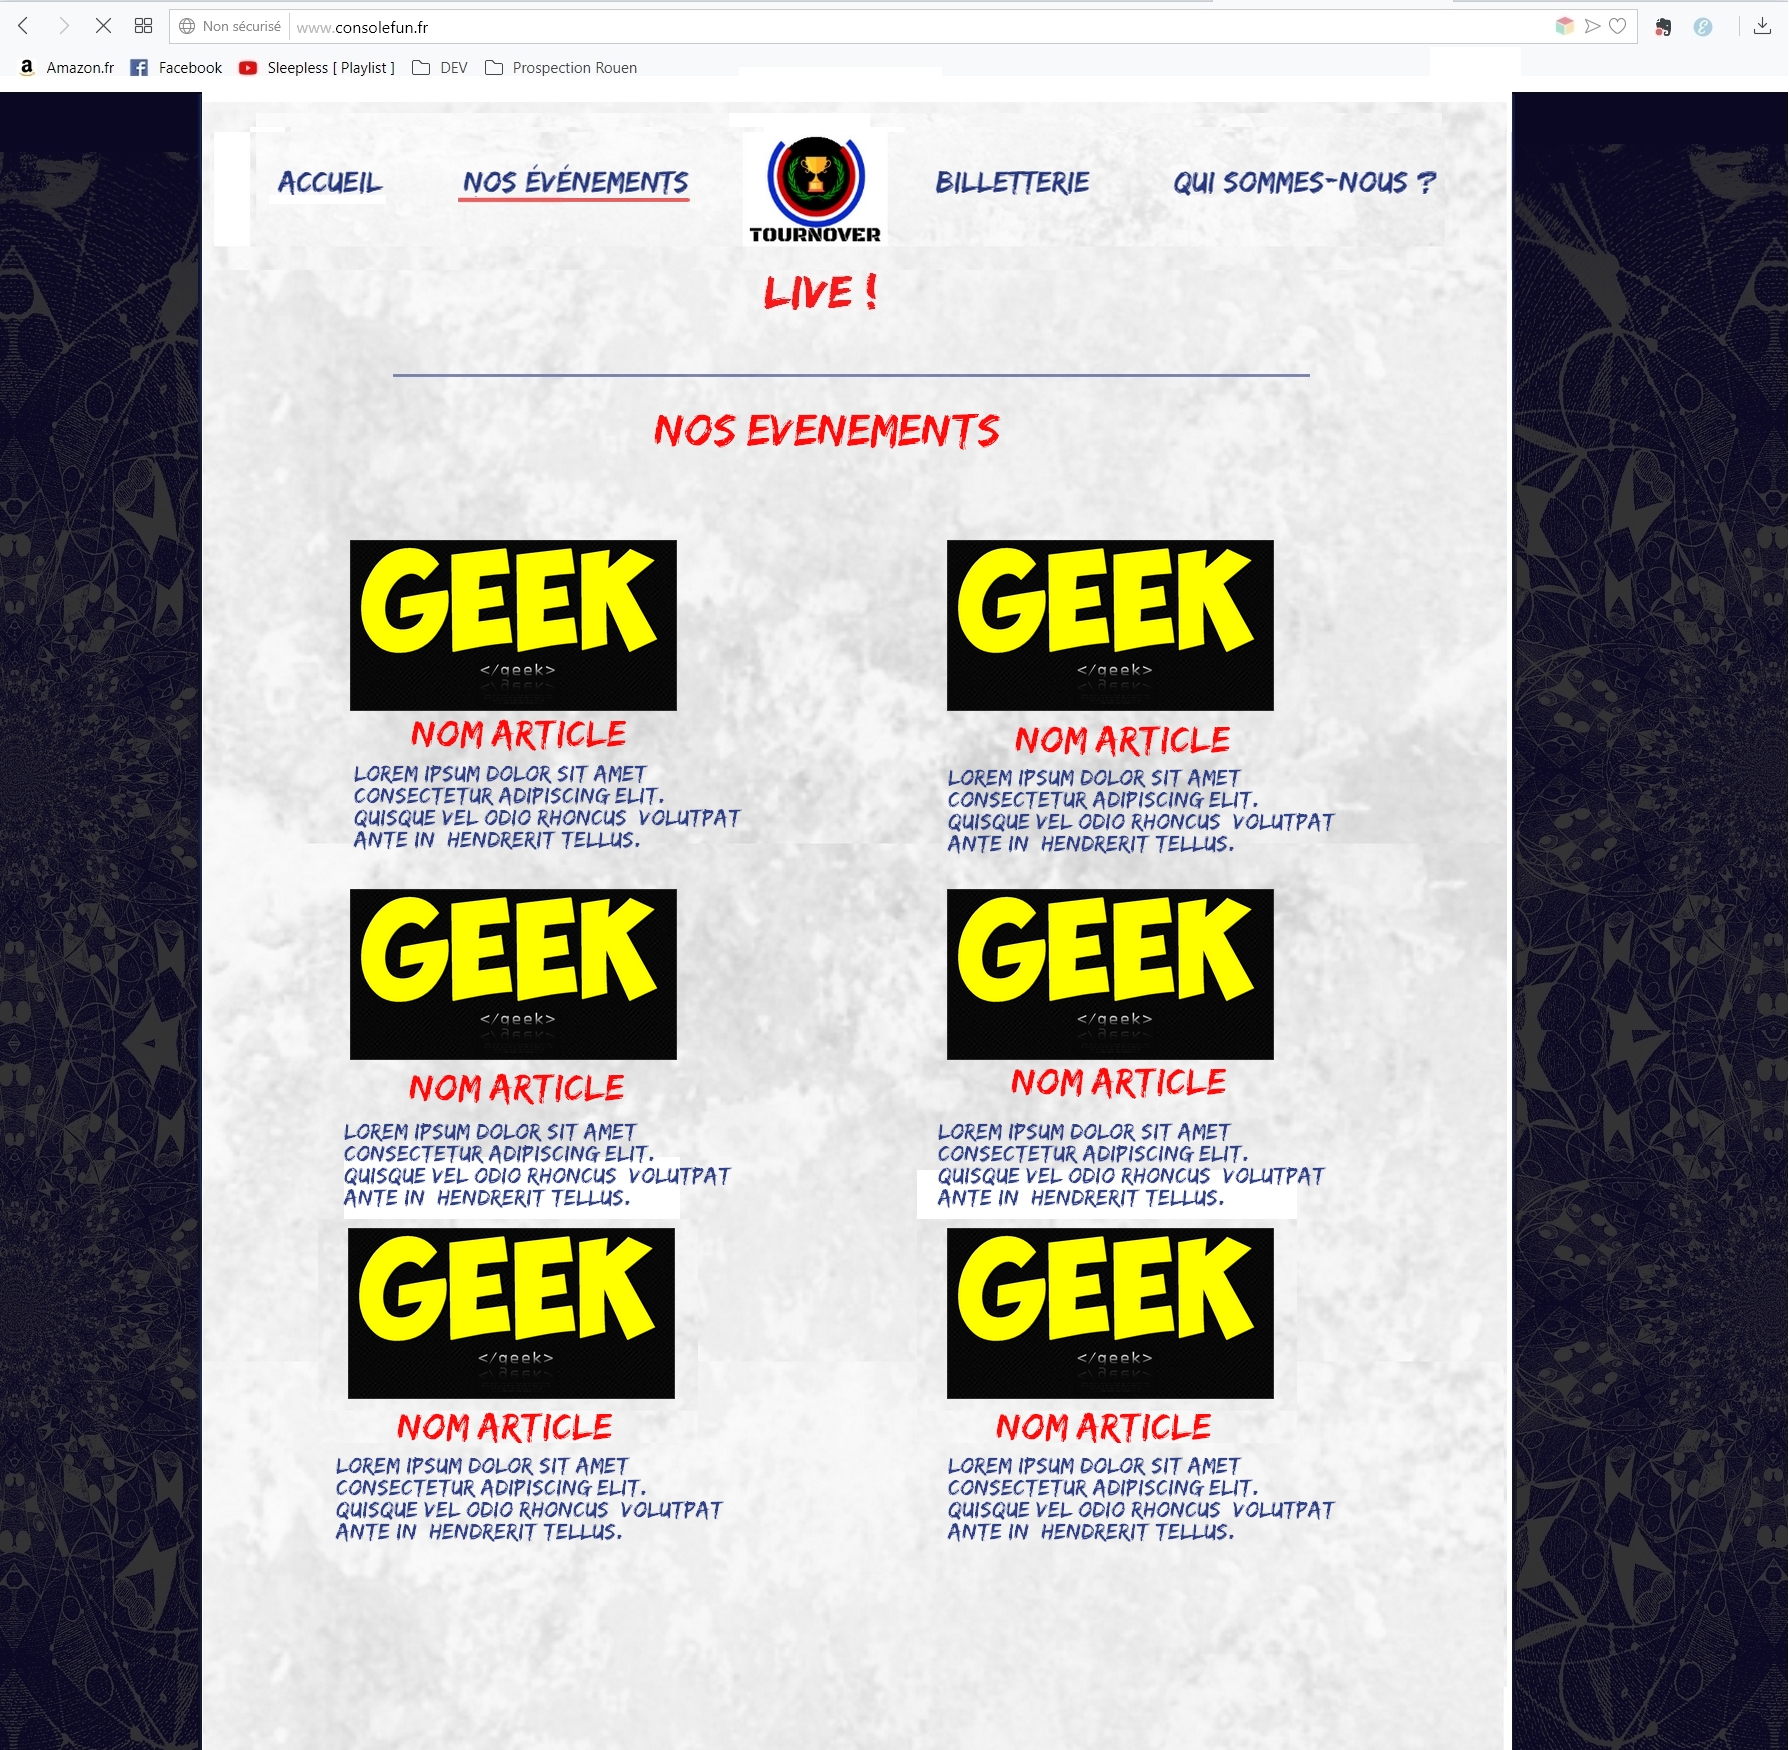 Non sécurisé www.consolefun.fr
Amazon.fr Facebook Sleepless [ Playlist ] DEV Prospection Rouen
ACCUEIL NOS ÉVÉNEMENTS BILLETTERIE QUI SOMMES-NOUS ?
TOURNOVER
LIVE !
NOS EVENEMENTS
GEEK
</geek>
NOM ARTICLE
LOREM IPSUM DOLOR SIT AMET
CONSECTETUR ADIPISCING ELIT.
QUISQUE VEL ODIO RHONCUS VOLUTPAT
ANTE IN HENDRERIT TELLUS.
GEEK
</geek>
NOM ARTICLE
LOREM IPSUM DOLOR SIT AMET
CONSECTETUR ADIPISCING ELIT.
QUISQUE VEL ODIO RHONCUS VOLUTPAT
ANTE IN HENDRERIT TELLUS.
GEEK
</geek>
NOM ARTICLE
LOREM IPSUM DOLOR SIT AMET
CONSECTETUR ADIPISCING ELIT.
QUISQUE VEL ODIO RHONCUS VOLUTPAT
ANTE IN HENDRERIT TELLUS.
GEEK
</geek>
NOM ARTICLE
LOREM IPSUM DOLOR SIT AMET
CONSECTETUR ADIPISCING ELIT.
QUISQUE VEL ODIO RHONCUS VOLUTPAT
ANTE IN HENDRERIT TELLUS.
GEEK
</geek>
NOM ARTICLE
LOREM IPSUM DOLOR SIT AMET
CONSECTETUR ADIPISCING ELIT.
QUISQUE VEL ODIO RHONCUS VOLUTPAT
ANTE IN HENDRERIT TELLUS.
GEEK
</geek>
NOM ARTICLE
LOREM IPSUM DOLOR SIT AMET
CONSECTETUR ADIPISCING ELIT.
QUISQUE VEL ODIO RHONCUS VOLUTPAT
ANTE IN HENDRERIT TELLUS.